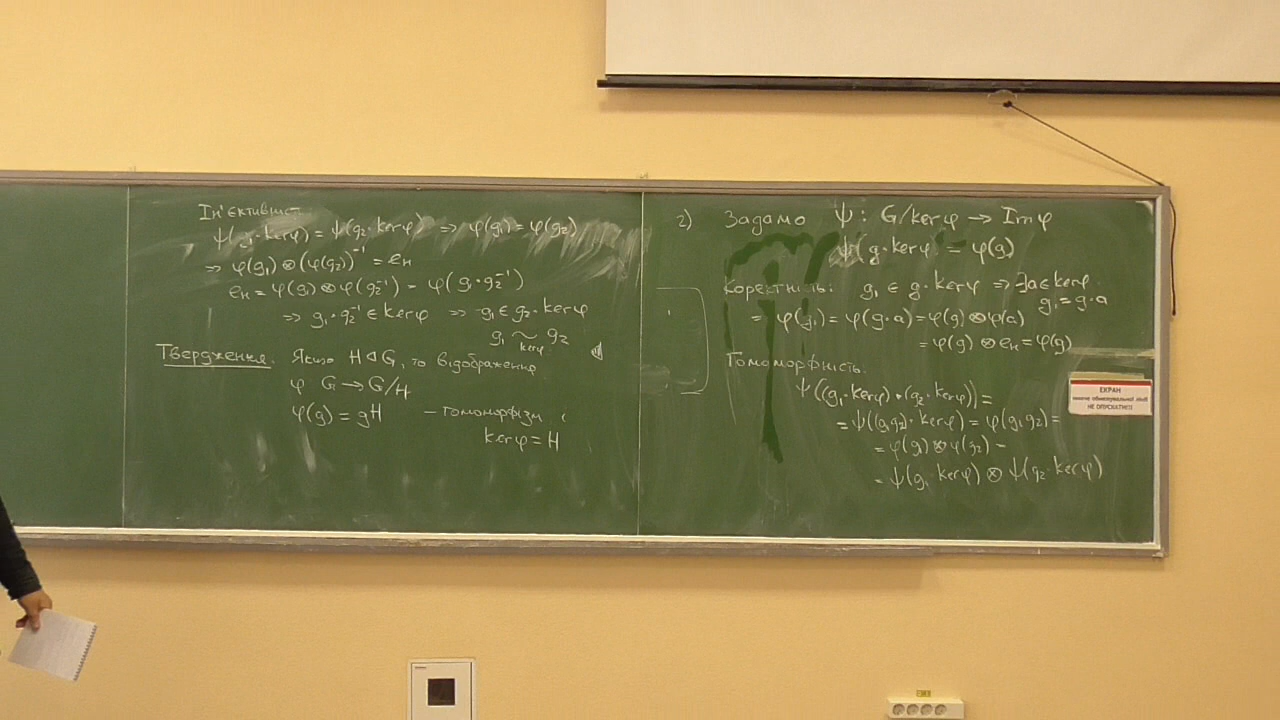 Ін'єктивність
ψ(g₁·kerφ) = ψ(g₂·kerφ) ⇒ φ(g₁) = φ(g₂)
⇒ φ(g₁) ⊗ (φ(g₂))⁻¹ = e_H
e_H = φ(g₁) ⊗ φ(g₂⁻¹) = φ(g₁·g₂⁻¹)
⇒ g₁·g₂⁻¹ ∈ kerφ ⇒ g₁ ∈ g₂·kerφ
g₁ ~ g₂
kerφ
Твердження. Якщо H ◁ G, то відображення
φ G → G/H
φ(g) = gH – гомоморфізм і
kerφ = H
2) Задамо ψ : G/kerφ → Imφ
ψ(g·kerφ) = φ(g)
Коректність: g₁ ∈ g·kerφ ⇒ ∃a ∈ kerφ
g₁ = g·a
= φ(g₁) = φ(g·a) = φ(g) ⊗ φ(a)
= φ(g) ⊗ e_H = φ(g)
Гомоморфність:
ψ((g₁·kerφ)•(g₂·kerφ)) =
= ψ((g₁g₂)·kerφ) = φ(g₁g₂) =
= φ(g₁) ⊗ φ(g₂) =
= ψ(g₁·kerφ) ⊗ ψ(g₂·kerφ)
ЕКРАН
НЕ ОПУСКАТИ!!!